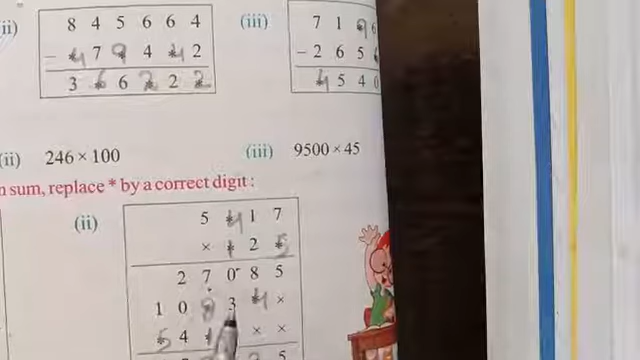 ii) 8 4 5 6 6 4 (iii) 7 1 9 6
- 4 7 9 4 4 2 - 2 6 5
3 6 6 2 2 2 4 5 4 0
(ii) 246 × 100 (iii) 9500 × 45
n sum, replace * by a correct digit :
(ii) 5 4 1 7
× * 2 5
2 7 0 8 5
1 0 8 3 4 ×
5 4 × ×
5